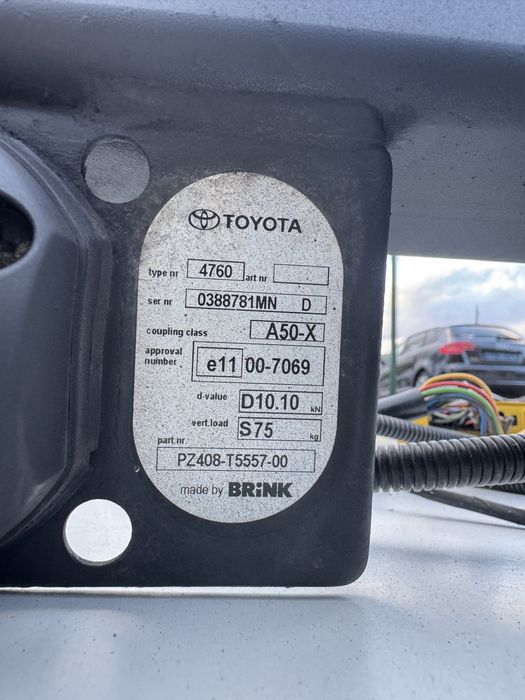 TOYOTA
type nr 4760 art nr
ser nr 0388781MN D
coupling class A50-X
approval number e11 00-7069
d-value D10.10 kN
vert.load S75 kg
part.nr.
PZ408-T5557-00
made by BRiNK